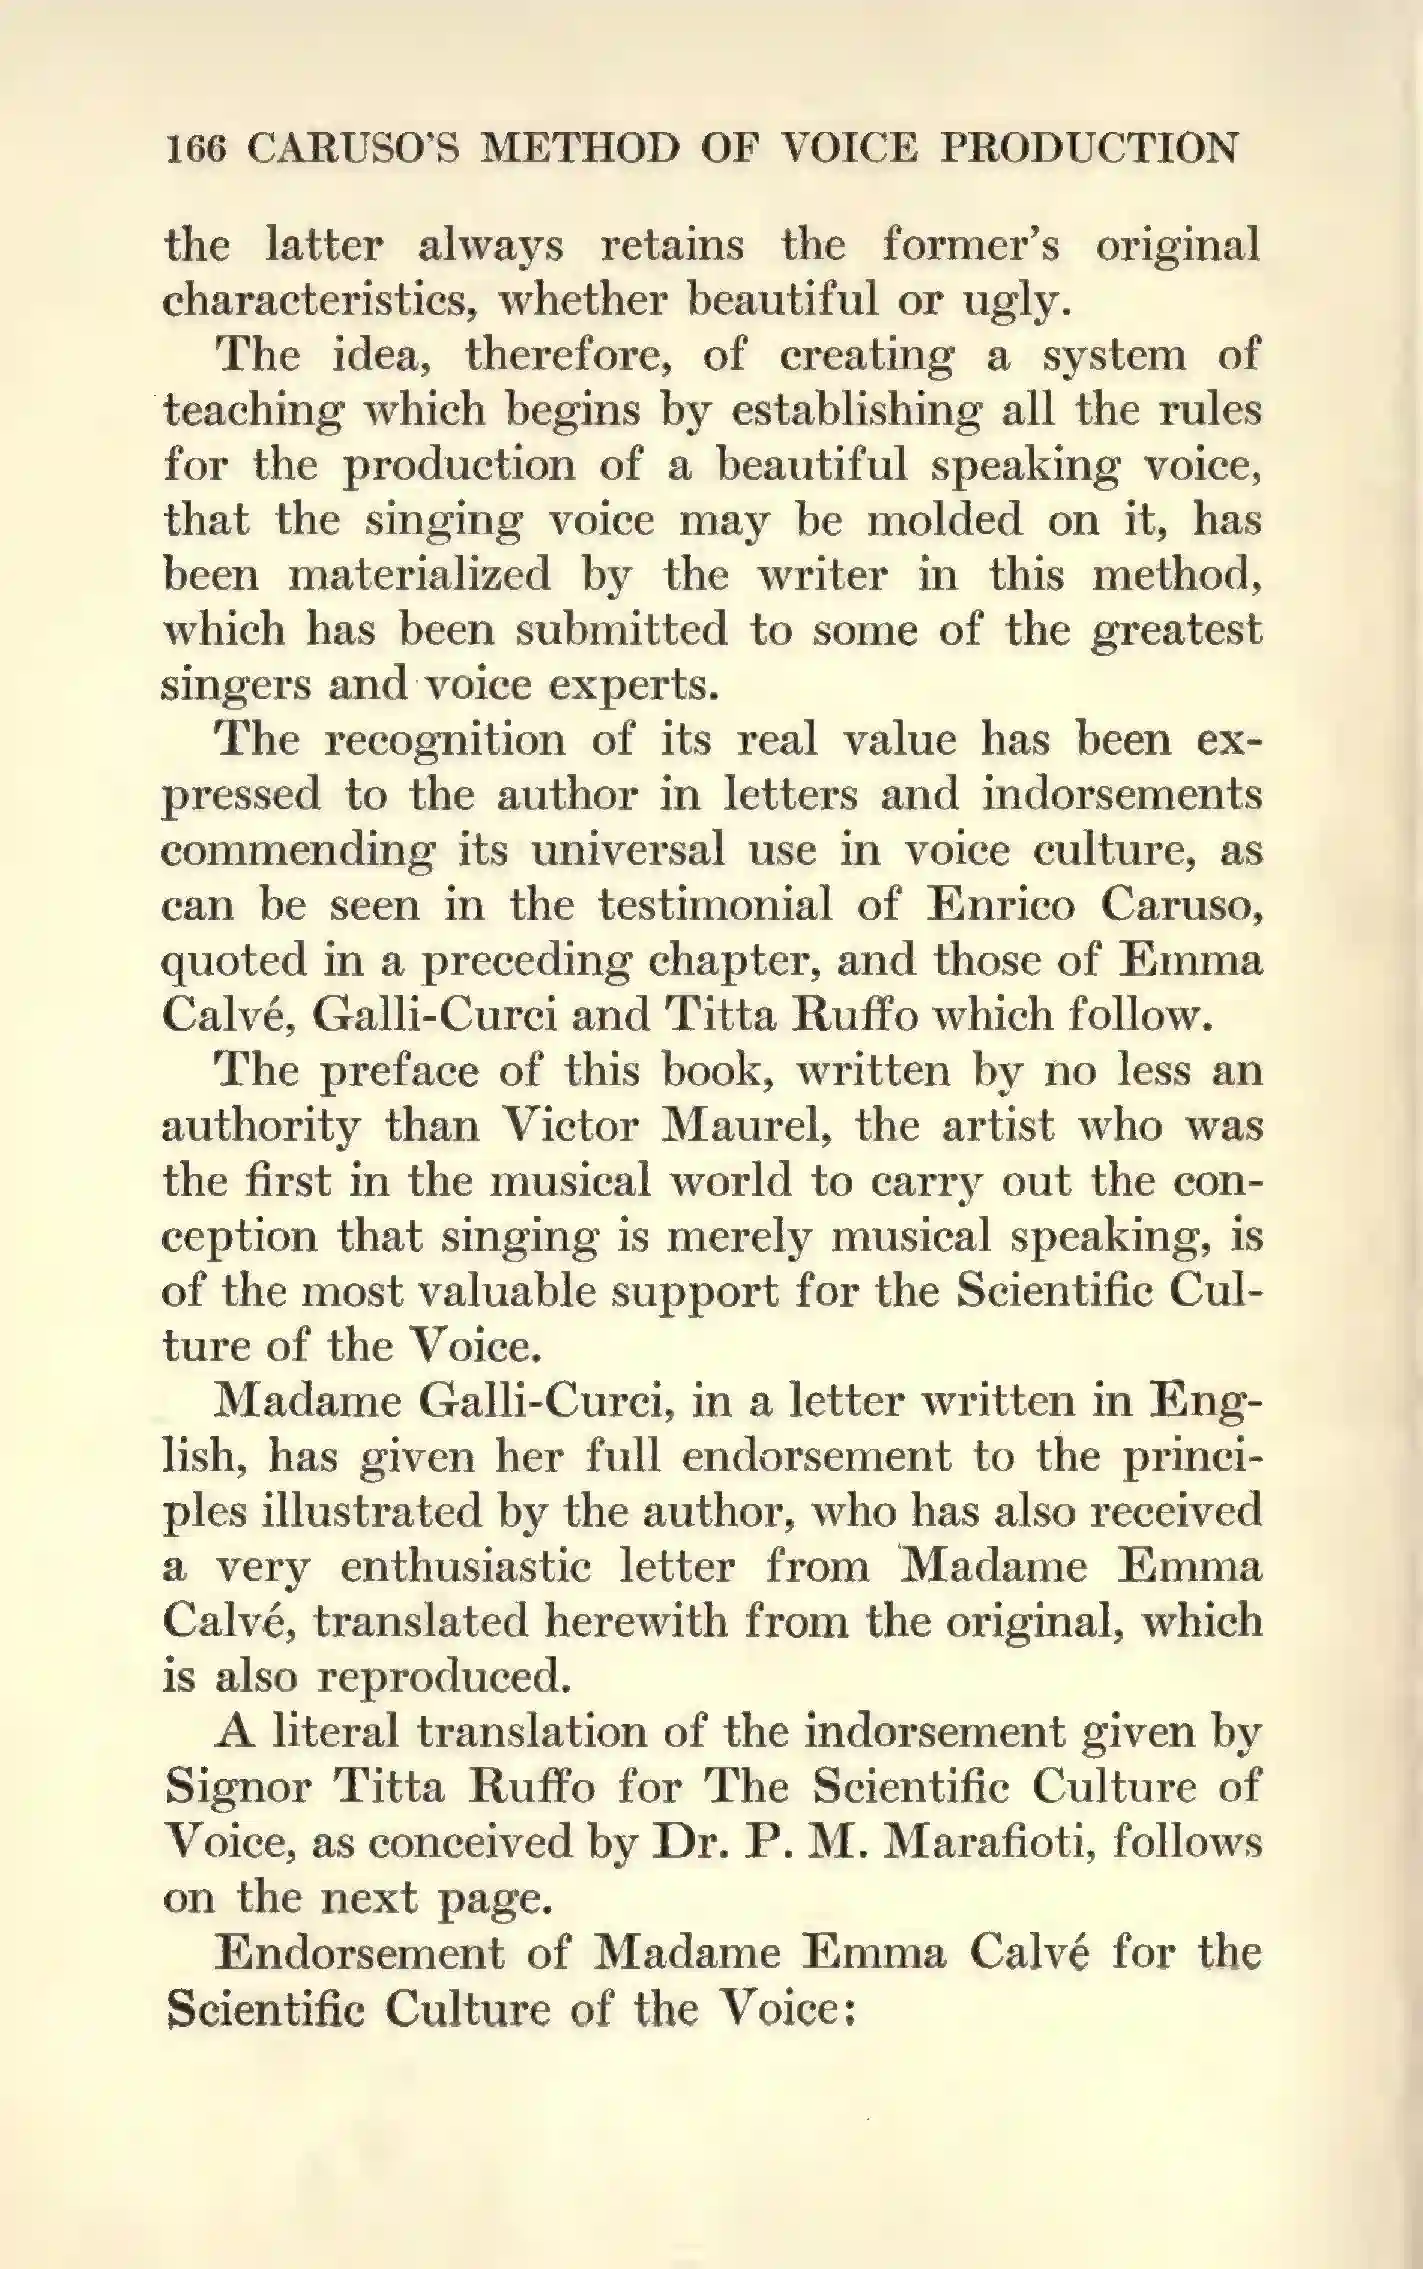 166 CARUSO'S METHOD OF VOICE PRODUCTION
the latter always retains the former's original
characteristics, whether beautiful or ugly.
The idea, therefore, of creating a system of
teaching which begins by establishing all the rules
for the production of a beautiful speaking voice,
that the singing voice may be molded on it, has
been materialized by the writer in this method,
which has been submitted to some of the greatest
singers and voice experts.
The recognition of its real value has been ex-
pressed to the author in letters and indorsements
commending its universal use in voice culture, as
can be seen in the testimonial of Enrico Caruso,
quoted in a preceding chapter, and those of Emma
Calvé, Galli-Curci and Titta Ruffo which follow.
The preface of this book, written by no less an
authority than Victor Maurel, the artist who was
the first in the musical world to carry out the con-
ception that singing is merely musical speaking, is
of the most valuable support for the Scientific Cul-
ture of the Voice.
Madame Galli-Curci, in a letter written in Eng-
lish, has given her full endorsement to the princi-
ples illustrated by the author, who has also received
a very enthusiastic letter from Madame Emma
Calvé, translated herewith from the original, which
is also reproduced.
A literal translation of the indorsement given by
Signor Titta Ruffo for The Scientific Culture of
Voice, as conceived by Dr. P. M. Marafioti, follows
on the next page.
Endorsement of Madame Emma Calvé for the
Scientific Culture of the Voice: